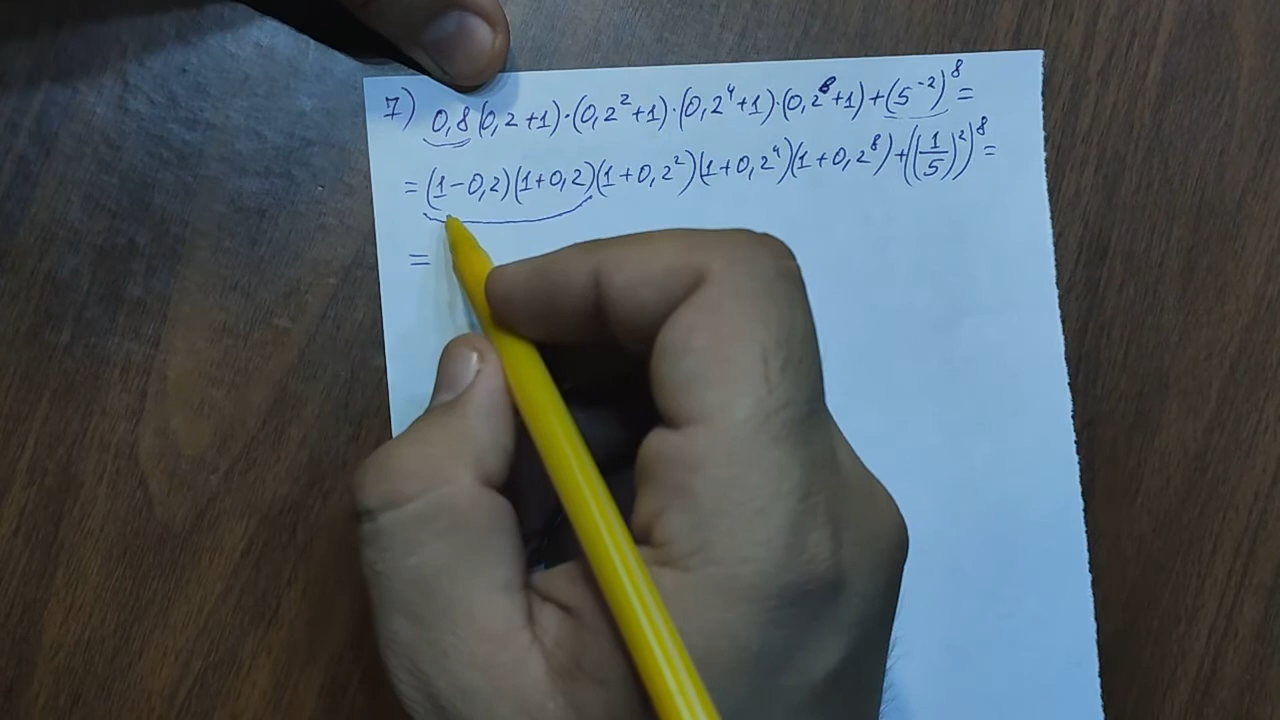 7) 0,8(0,2+1)·(0,2²+1)·(0,2⁴+1)·(0,2⁸+1)+(5⁻²)⁸=
=(1-0,2)(1+0,2)(1+0,2²)(1+0,2⁴)(1+0,2⁸)+((1/5)²)⁸=
=